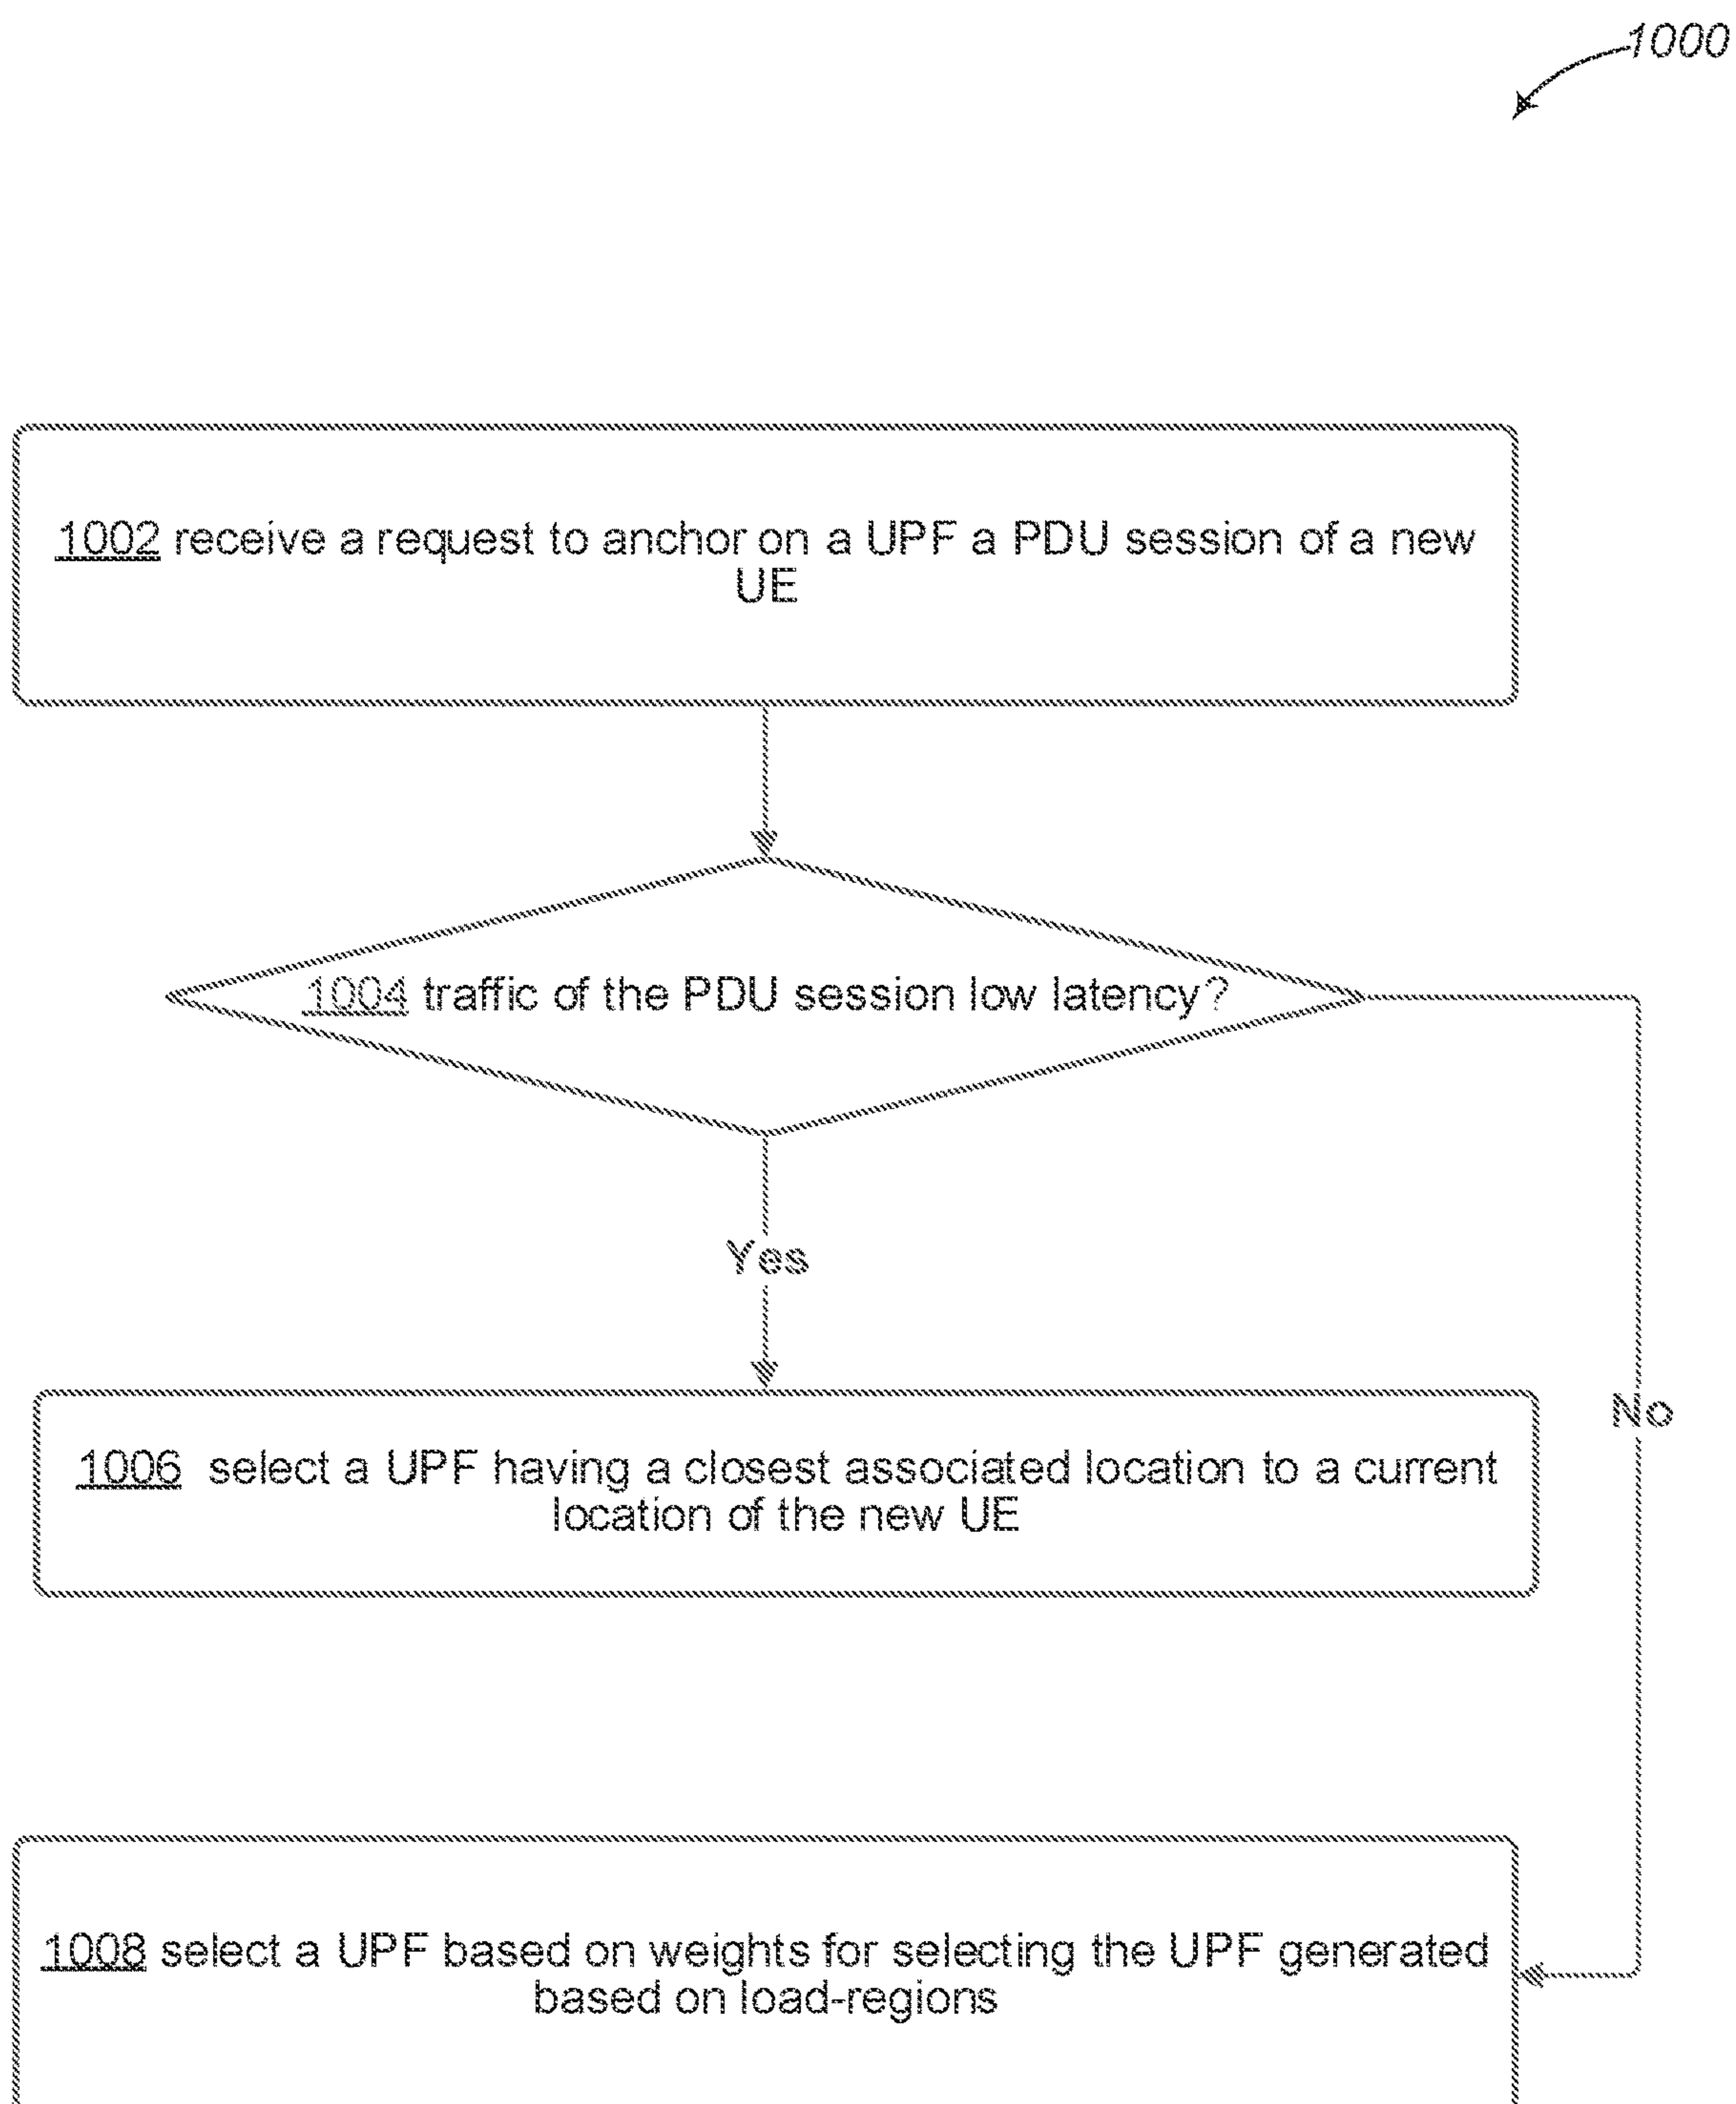 1000
1002 receive a request to anchor on a UPF a PDU session of a new
UE
1004 traffic of the PDU session low latency?
Yes
No
1006 select a UPF having a closest associated location to a current
location of the new UE
1008 select a UPF based on weights for selecting the UPF generated
based on load-regions